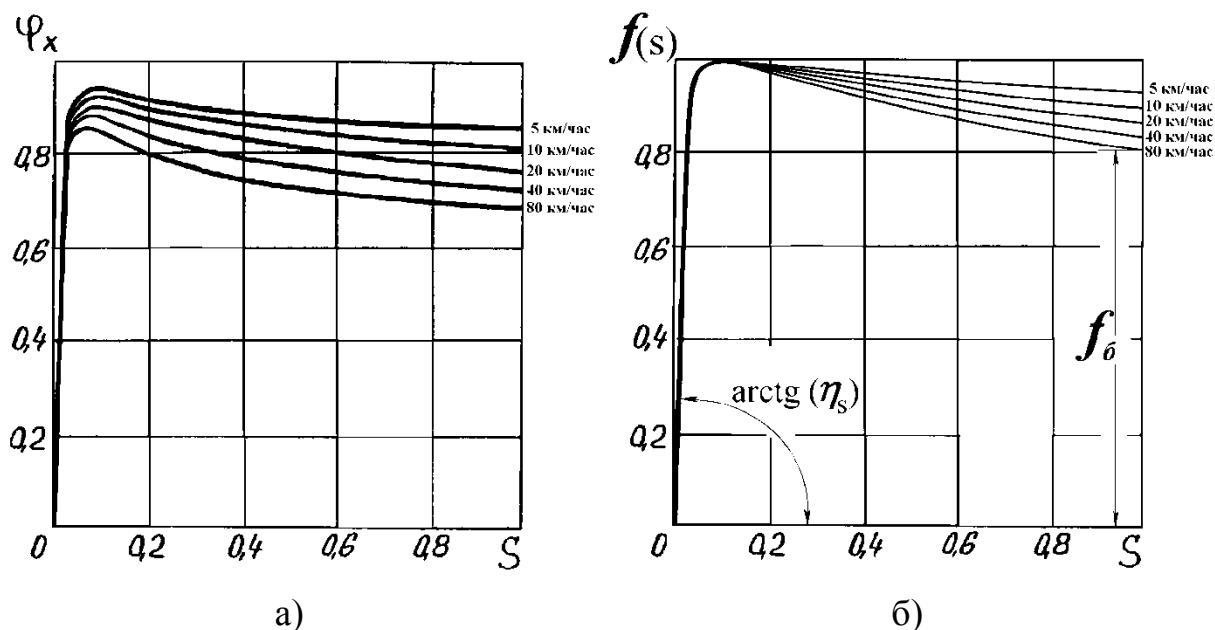 φx
5 км/час
10 км/час
20 км/час
40 км/час
80 км/час
0,8
0,6
0,4
0,2
0
0,2
0,4
0,6
0,8
S
а)
f(s)
5 км/час
10 км/час
20 км/час
40 км/час
80 км/час
0,8
0,6
0,4
0,2
fб
arctg (ηs)
0
0,2
0,4
0,6
0,8
S
б)